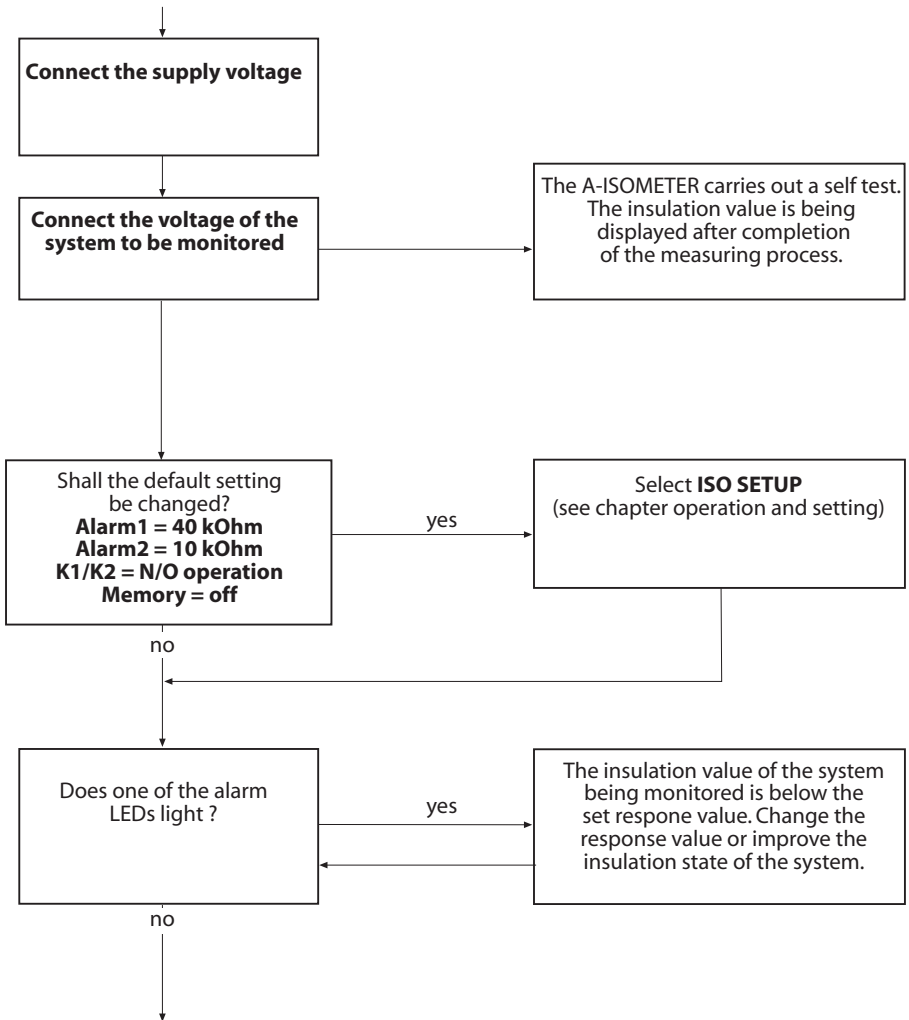 Connect the supply voltage
Connect the voltage of the
system to be monitored
The A-ISOMETER carries out a self test.
The insulation value is being
displayed after completion
of the measuring process.
Shall the default setting
be changed?
Alarm1 = 40 kOhm
Alarm2 = 10 kOhm
K1/K2 = N/O operation
Memory = off
yes
Select ISO SETUP
(see chapter operation and setting)
no
Does one of the alarm
LEDs light ?
yes
The insulation value of the system
being monitored is below the
set respone value. Change the
response value or improve the
insulation state of the system.
no